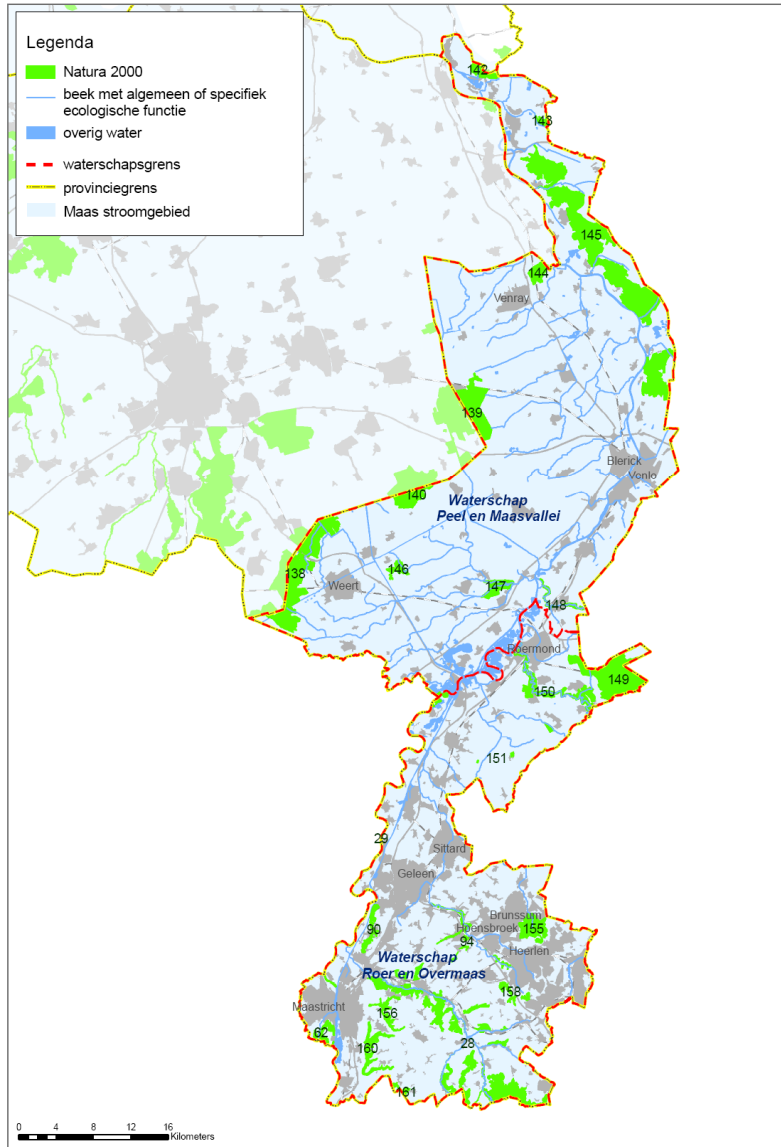 Legenda
Natura 2000
beek met algemeen of specifiek
ecologische functie
overig water
waterschapsgrens
provinciegrens
Maas stroomgebied
142
143
145
144
Venray
139
Blerick
Venlo
140
Waterschap
Peel en Maasvallei
138
146
Weert
147
148
Roermond
149
150
151
29
Sittard
Geleen
Brunssum
90
Hoensbroek
155
94
Heerlen
Waterschap
Roer en Overmaas
158
Maastricht
156
62
160
28
161
0 4 8 12 16
Kilometers